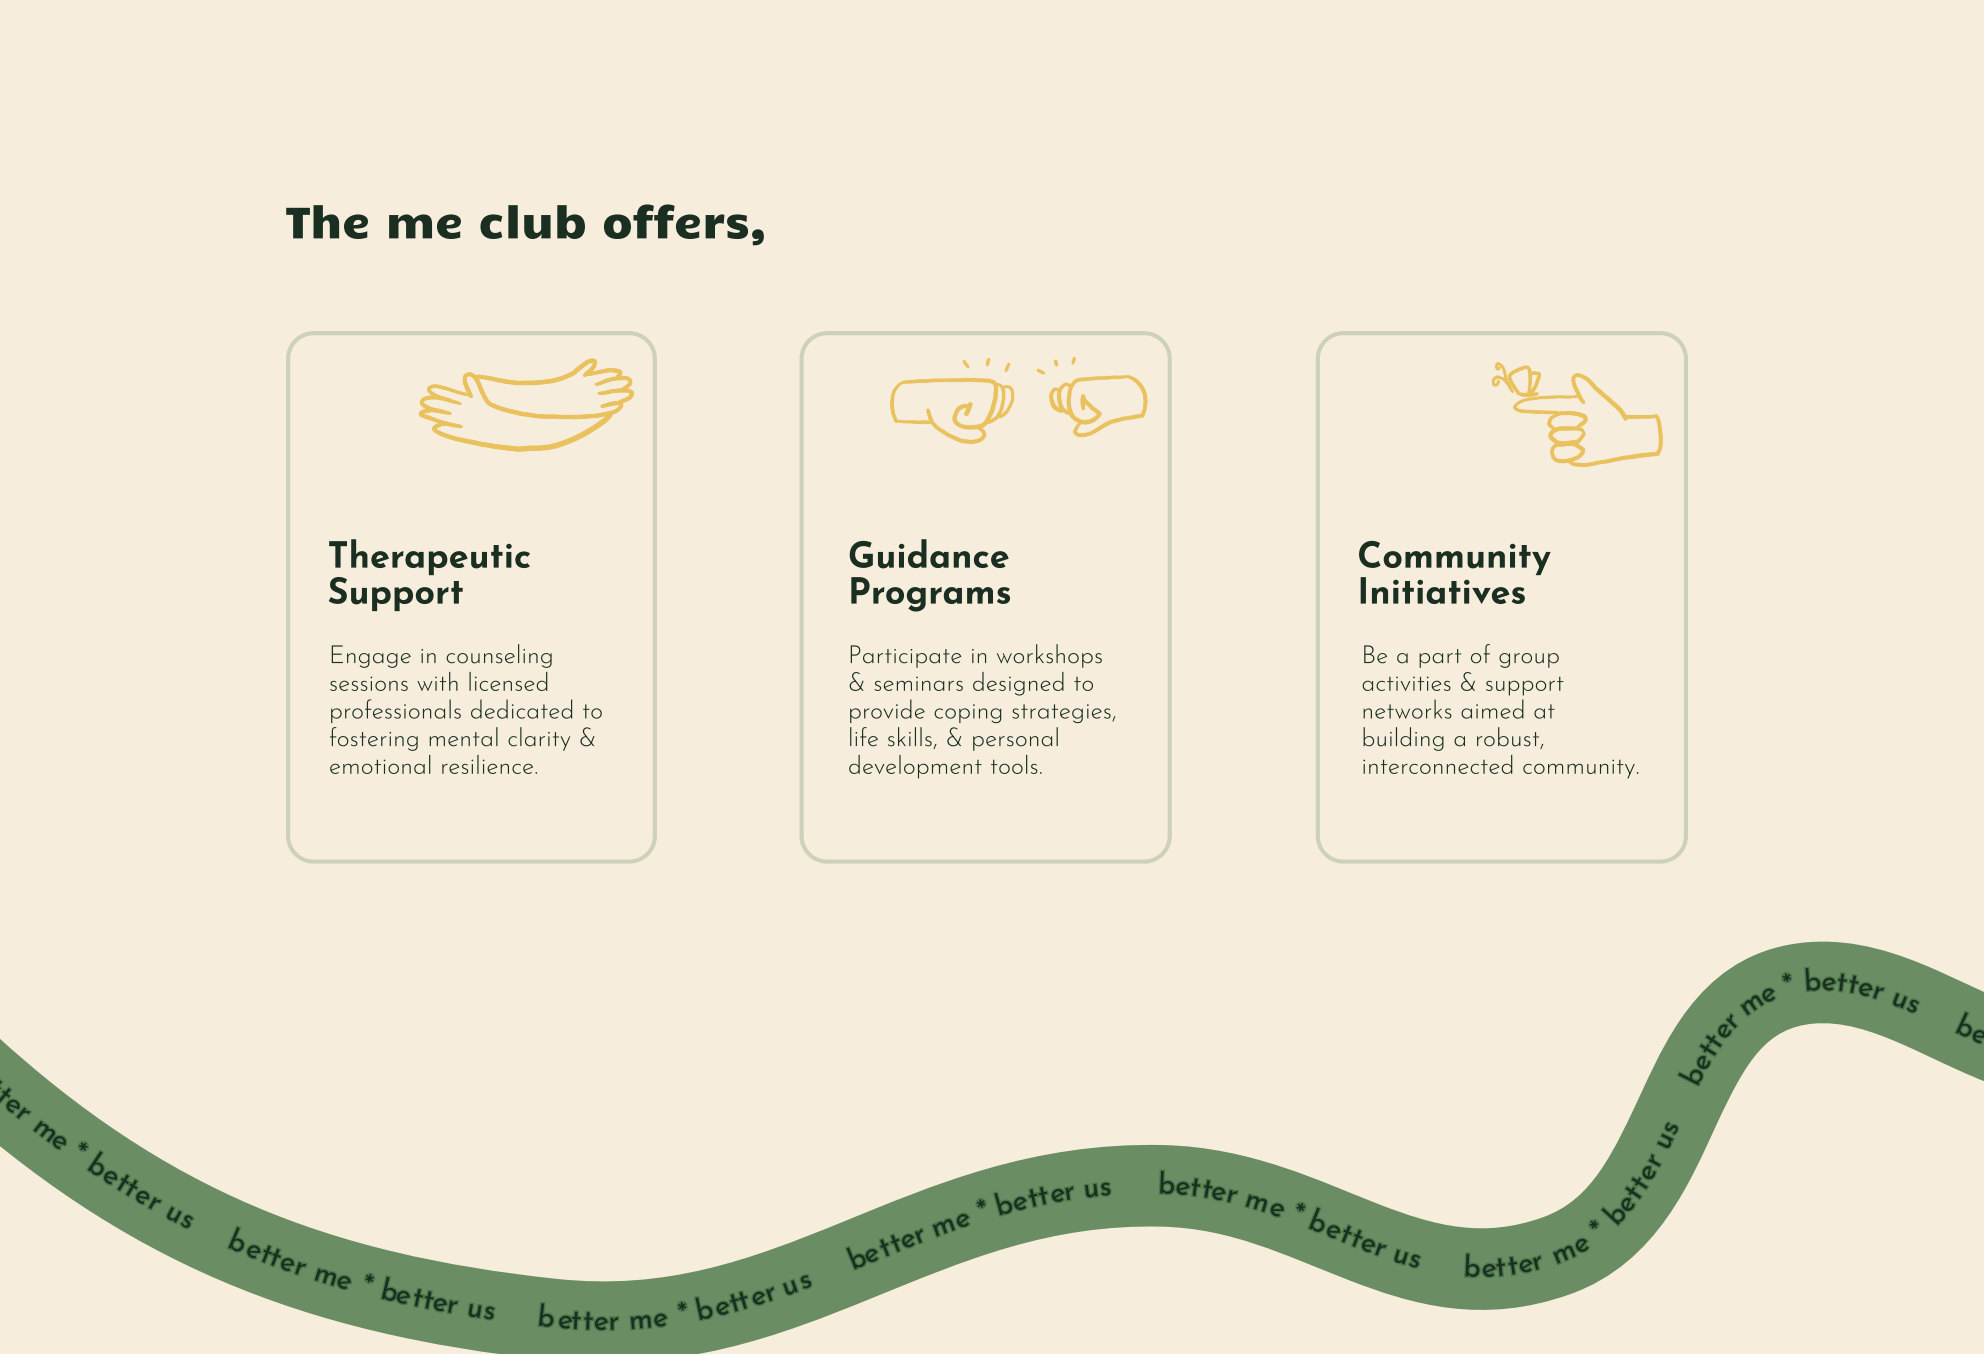 The me club offers,
Therapeutic
Support
Engage in counseling
sessions with licensed
professionals dedicated to
fostering mental clarity &
emotional resilience.
Guidance
Programs
Participate in workshops
& seminars designed to
provide coping strategies,
life skills, & personal
development tools.
Community
Initiatives
Be a part of group
activities & support
networks aimed at
building a robust,
interconnected community.
tter me * better us better me * better us better me * better us better me * better us better me * better us better me * better us better me * better us be